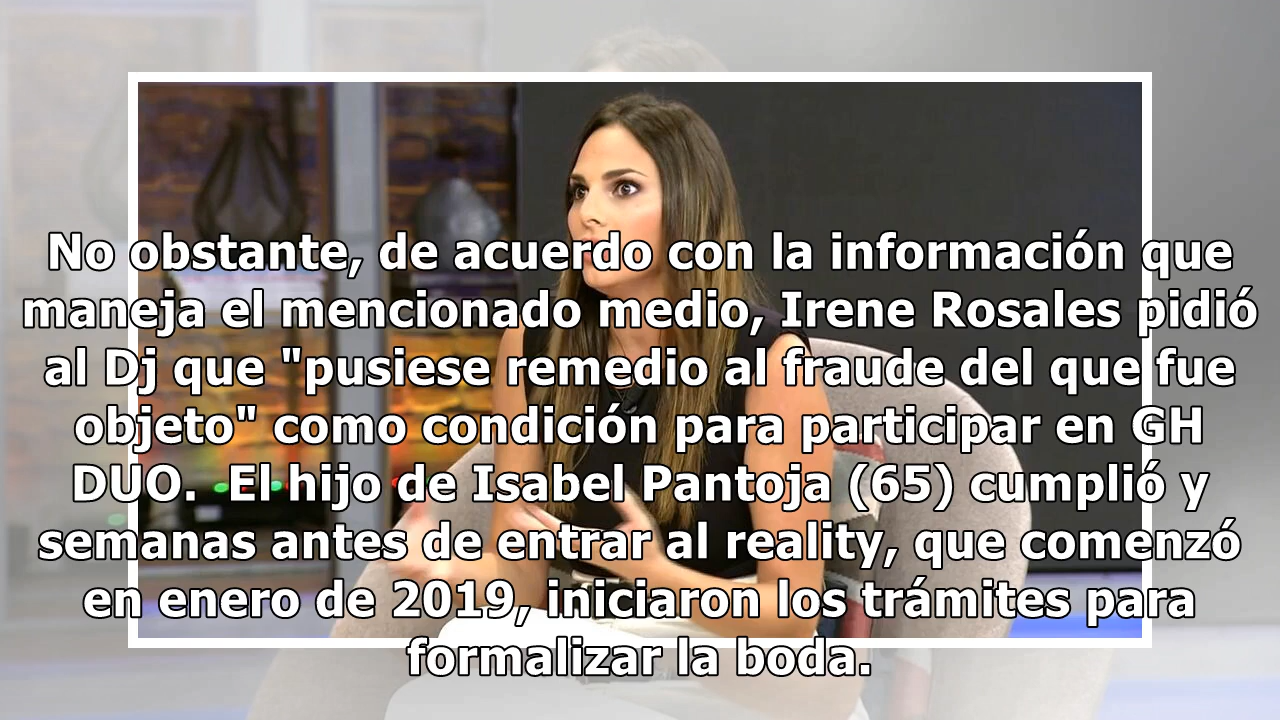 No obstante, de acuerdo con la información que
maneja el mencionado medio, Irene Rosales pidió
al Dj que "pusiese remedio al fraude del que fue
objeto" como condición para participar en GH
DUO.  El hijo de Isabel Pantoja (65) cumplió y
semanas antes de entrar al reality, que comenzó
en enero de 2019, iniciaron los trámites para
formalizar la boda.